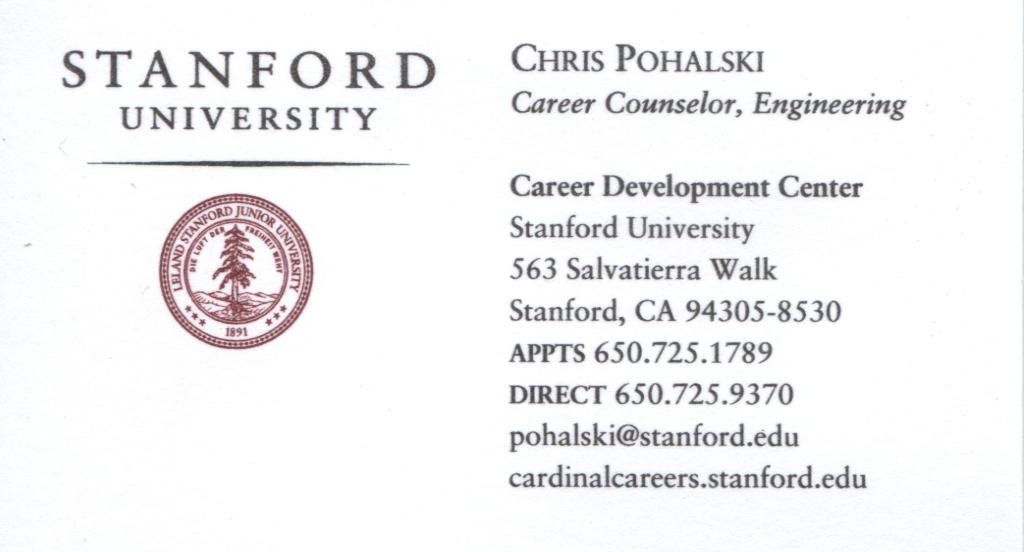 STANFORD
UNIVERSITY
LELAND STANFORD JUNIOR UNIVERSITY
DIE LUFT DER FREIHEIT WEHT
1891
CHRIS POHALSKI
Career Counselor, Engineering
Career Development Center
Stanford University
563 Salvatierra Walk
Stanford, CA 94305-8530
APPTS 650.725.1789
DIRECT 650.725.9370
pohalski@stanford.edu
cardinalcareers.stanford.edu